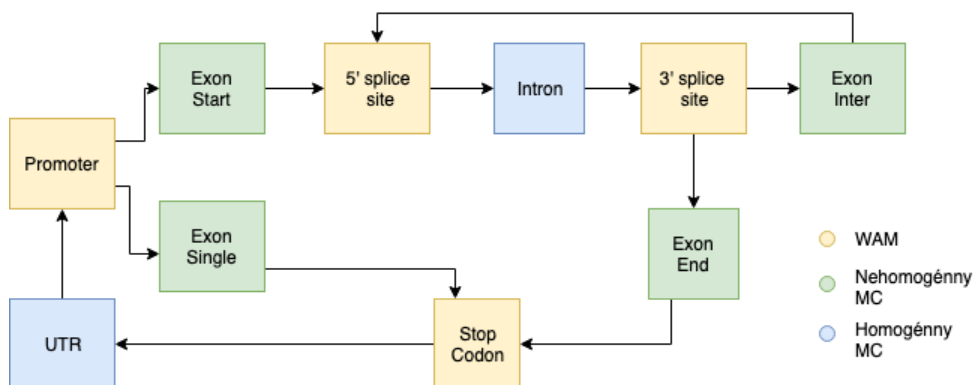 Exon
Start
5' splice
site
Intron
3' splice
site
Exon
Inter
Promoter
Exon
Single
Exon
End
UTR
Stop
Codon
WAM
Nehomogénny
MC
Homogénny
MC